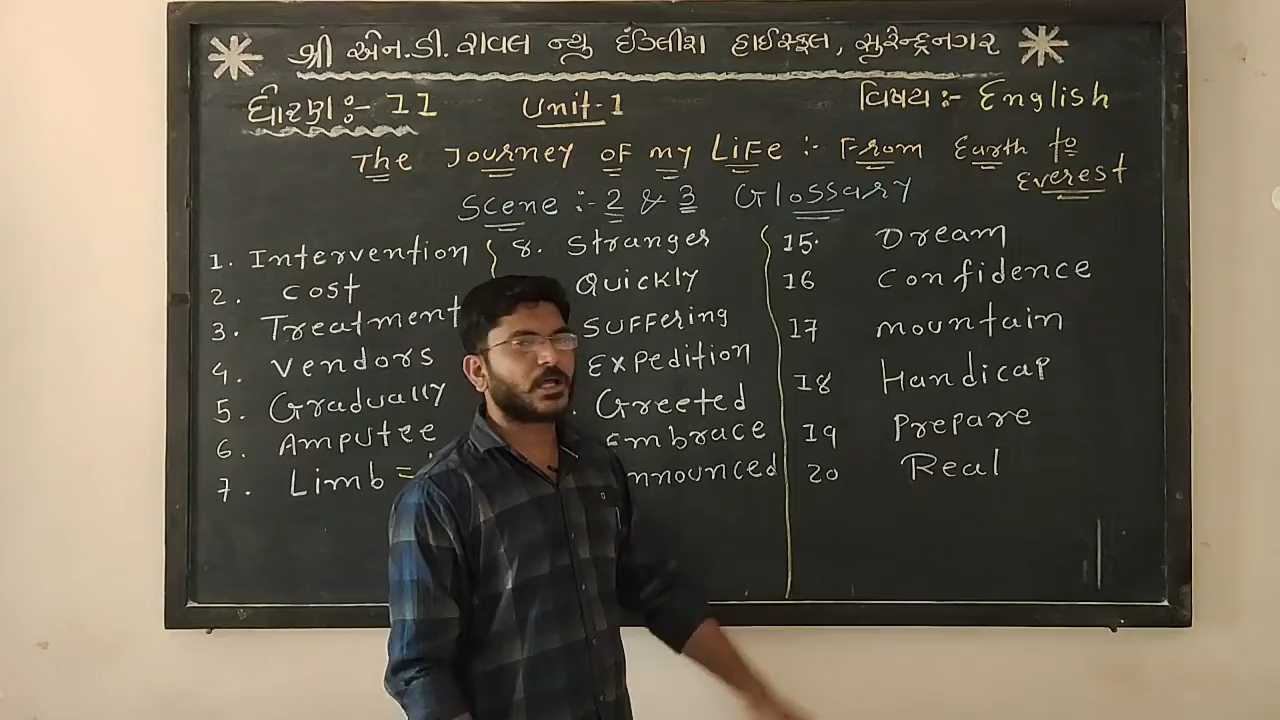 શ્રી એન.ડી. રાવલ ન્યુ ઇંગ્લીશ હાઈસ્કૂલ, સુરેન્દ્રનગર
ધોરણ :- 11 Unit-1 વિષય :- English
The Journey of my Life :- From Earth to
Everest
Scene :- 2 & 3 Glossary
1. Intervention
2. Cost
3. Treatment
4. Vendors
5. Gradually
6. Amputee
7. Limb =
8. Stranger
Quickly
Suffering
Expedition
Greeted
Embrace
nnounced
15. Dream
16 Confidence
17 mountain
18 Handicap
19 Prepare
20 Real